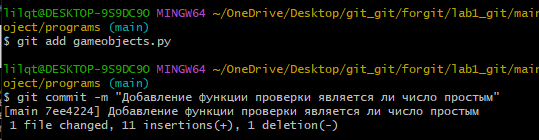 lilqt@DESKTOP-9S9DC9O MINGW64 ~/OneDrive/Desktop/git_git/forgit/lab1_git/main
oject/programs (main)
$ git add gameobjects.py
lilqt@DESKTOP-9S9DC9O MINGW64 ~/OneDrive/Desktop/git_git/forgit/lab1_git/main
oject/programs (main)
$ git commit -m "Добавление функции проверки является ли число простым"
[main 7ee4224] Добавление функции проверки является ли число простым
1 file changed, 11 insertions(+), 1 deletion(-)